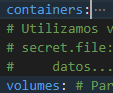 containers:...
# Utilizamos v
# secret.file:
#     datos...
volumes: # Par